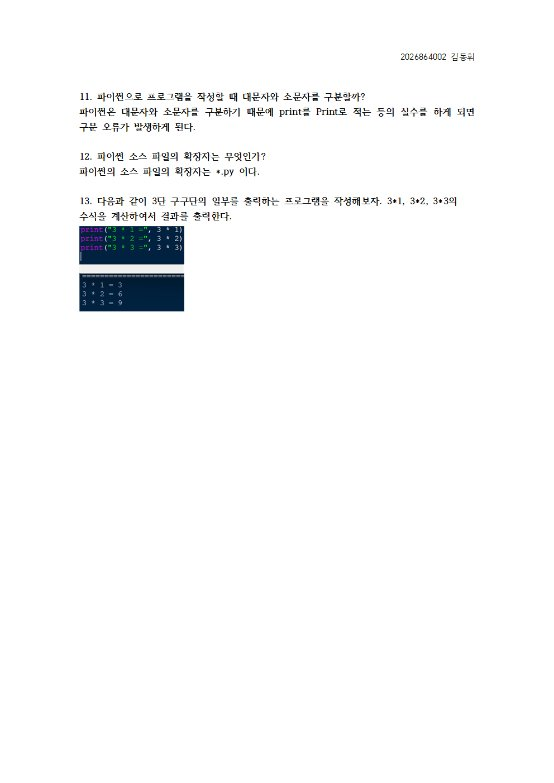 2026864002 김동휘
11. 파이썬으로 프로그램을 작성할 때 대문자와 소문자를 구분할까?
파이썬은 대문자와 소문자를 구분하기 때문에 print를 Print로 적는 등의 실수를 하게 되면
구문 오류가 발생하게 된다.
12. 파이썬 소스 파일의 확장자는 무엇인가?
파이썬의 소스 파일의 확장자는 *.py 이다.
13. 다음과 같이 3단 구구단의 일부를 출력하는 프로그램을 작성해보자. 3*1, 3*2, 3*3의
수식을 계산하여서 결과를 출력한다.
print("3 * 1 =", 3 * 1)
print("3 * 2 =", 3 * 2)
print("3 * 3 =", 3 * 3)
3 * 1 = 3
3 * 2 = 6
3 * 3 = 9